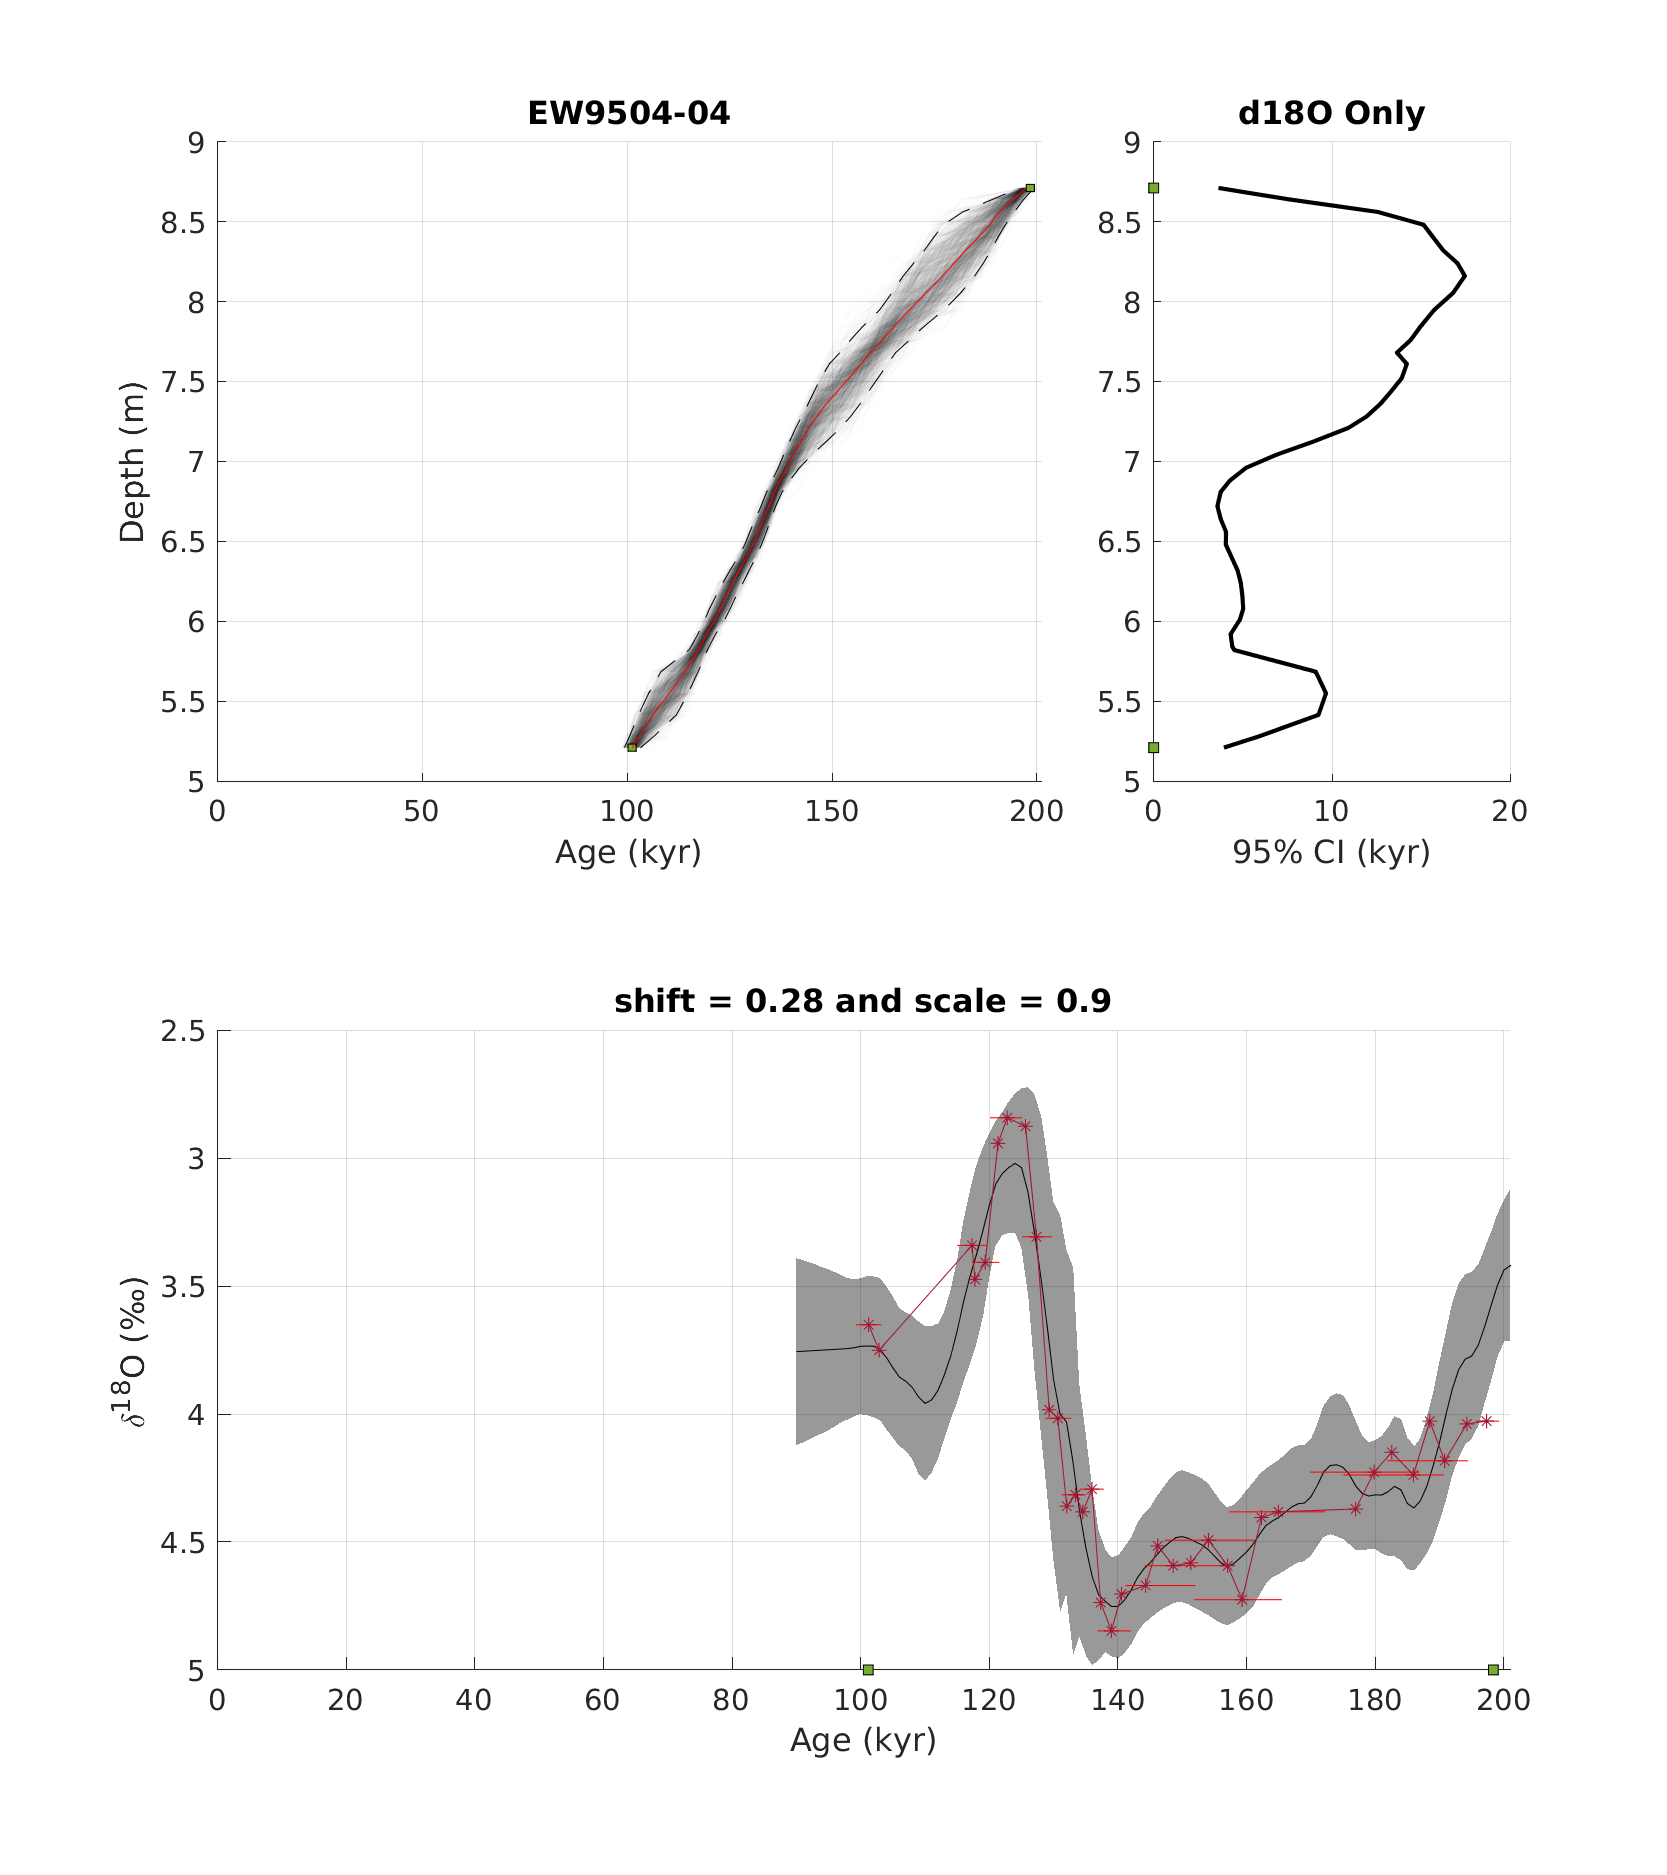 EW9504-04
d18O Only
9
8.5
8
7.5
7
6.5
6
5.5
5
Depth (m)
0 50 100 150 200
Age (kyr)
9
8.5
8
7.5
7
6.5
6
5.5
5
0 10 20
95% CI (kyr)
shift = 0.28 and scale = 0.9
2.5
3
3.5
4
4.5
5
δ18O (‰)
0 20 40 60 80 100 120 140 160 180 200
Age (kyr)